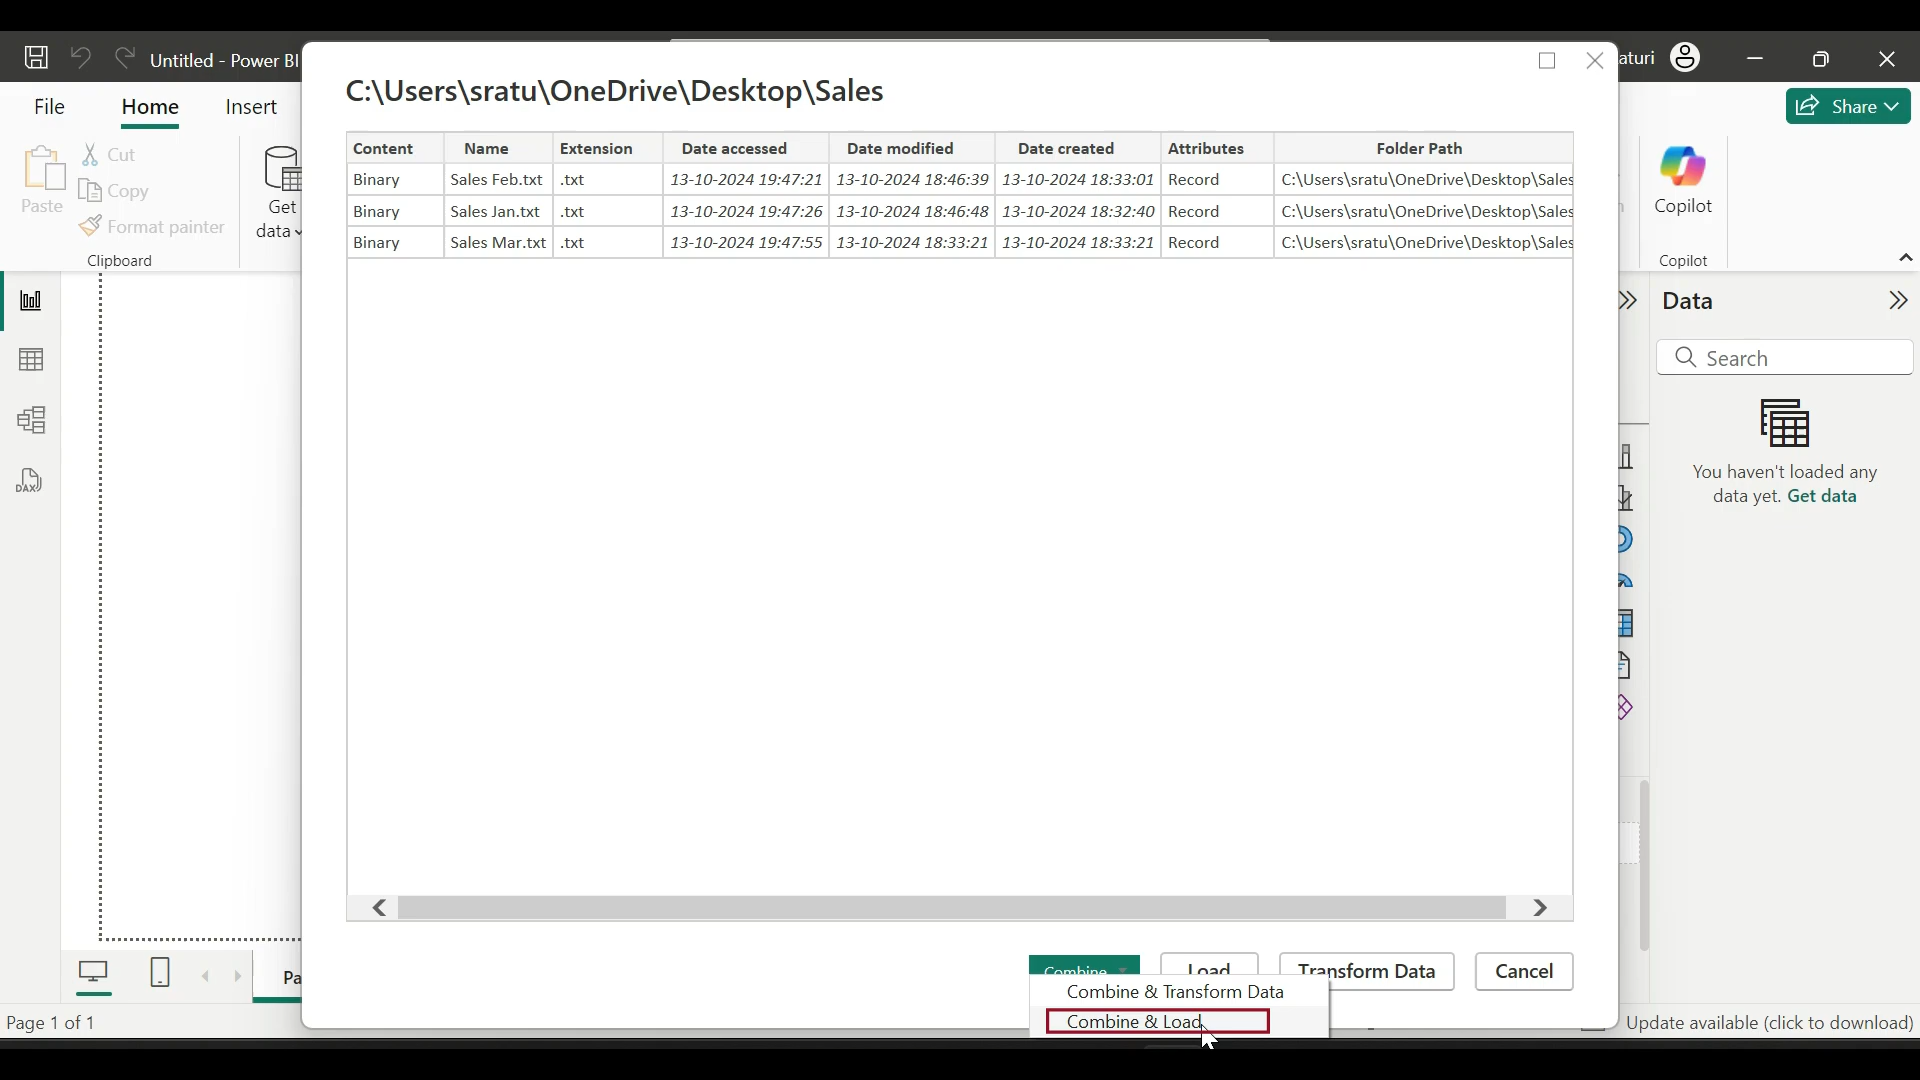 Untitled - Power BI
aturi
File
Home
Insert
Share
Paste
Cut
Copy
Format painter
Clipboard
Get
data
C:\Users\sratu\OneDrive\Desktop\Sales
Content Name Extension Date accessed Date modified Date created Attributes Folder Path
Binary Sales Feb.txt .txt 13-10-2024 19:47:21 13-10-2024 18:46:39 13-10-2024 18:33:01 Record C:\Users\sratu\OneDrive\Desktop\Sales
Binary Sales Jan.txt .txt 13-10-2024 19:47:26 13-10-2024 18:46:48 13-10-2024 18:32:40 Record C:\Users\sratu\OneDrive\Desktop\Sales
Binary Sales Mar.txt .txt 13-10-2024 19:47:55 13-10-2024 18:33:21 13-10-2024 18:33:21 Record C:\Users\sratu\OneDrive\Desktop\Sales
Copilot
Copilot
Data
Search
You haven't loaded any
data yet. Get data
DAX
Pa
Combine
Load
Transform Data
Cancel
Combine & Transform Data
Combine & Load
Page 1 of 1
Update available (click to download)